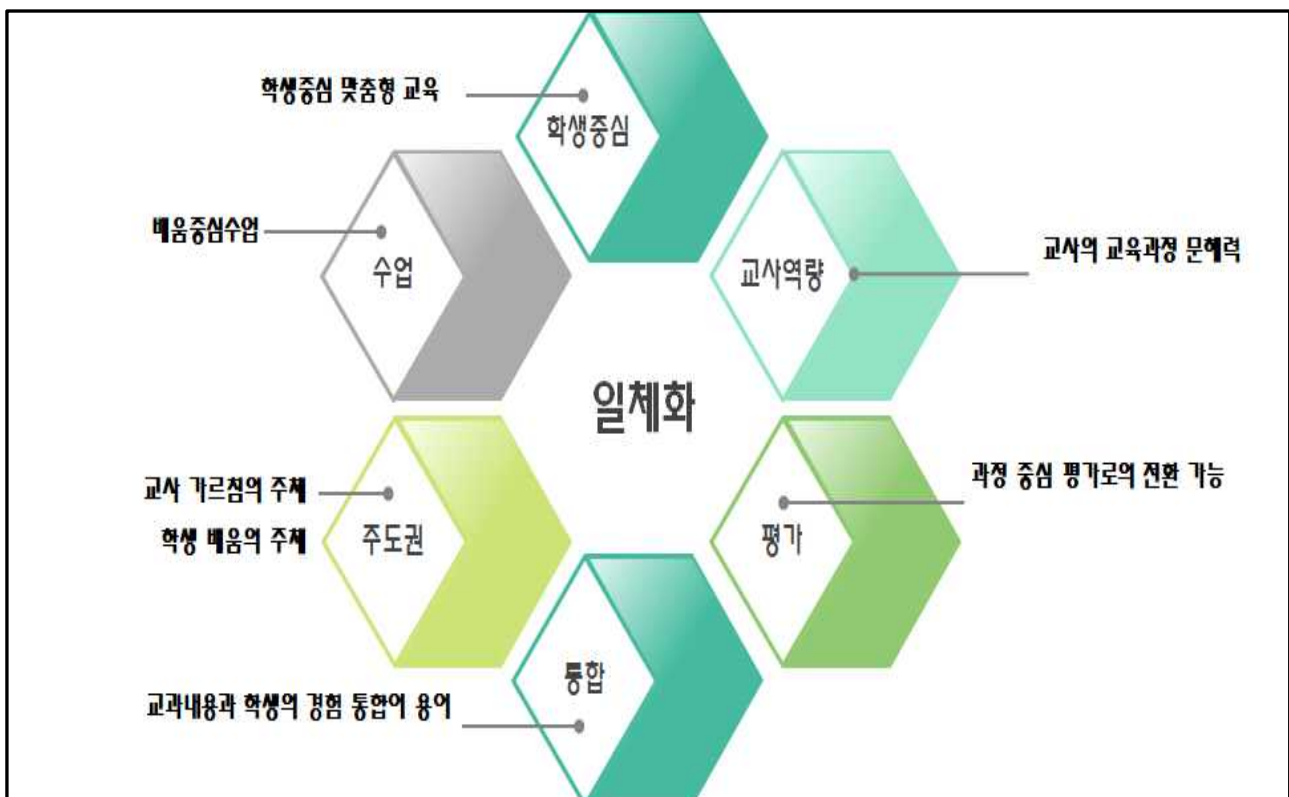 학생중심 맞춤형 교육
학생중심
배움중심수업
수업
교사역량
교사의 교육과정 문해력
일체화
교사 가르침의 주체
학생 배움의 주체
주도권
과정 중심 평가로의 전환 가능
평가
통합
교과내용과 학생의 경험 통합이 용이